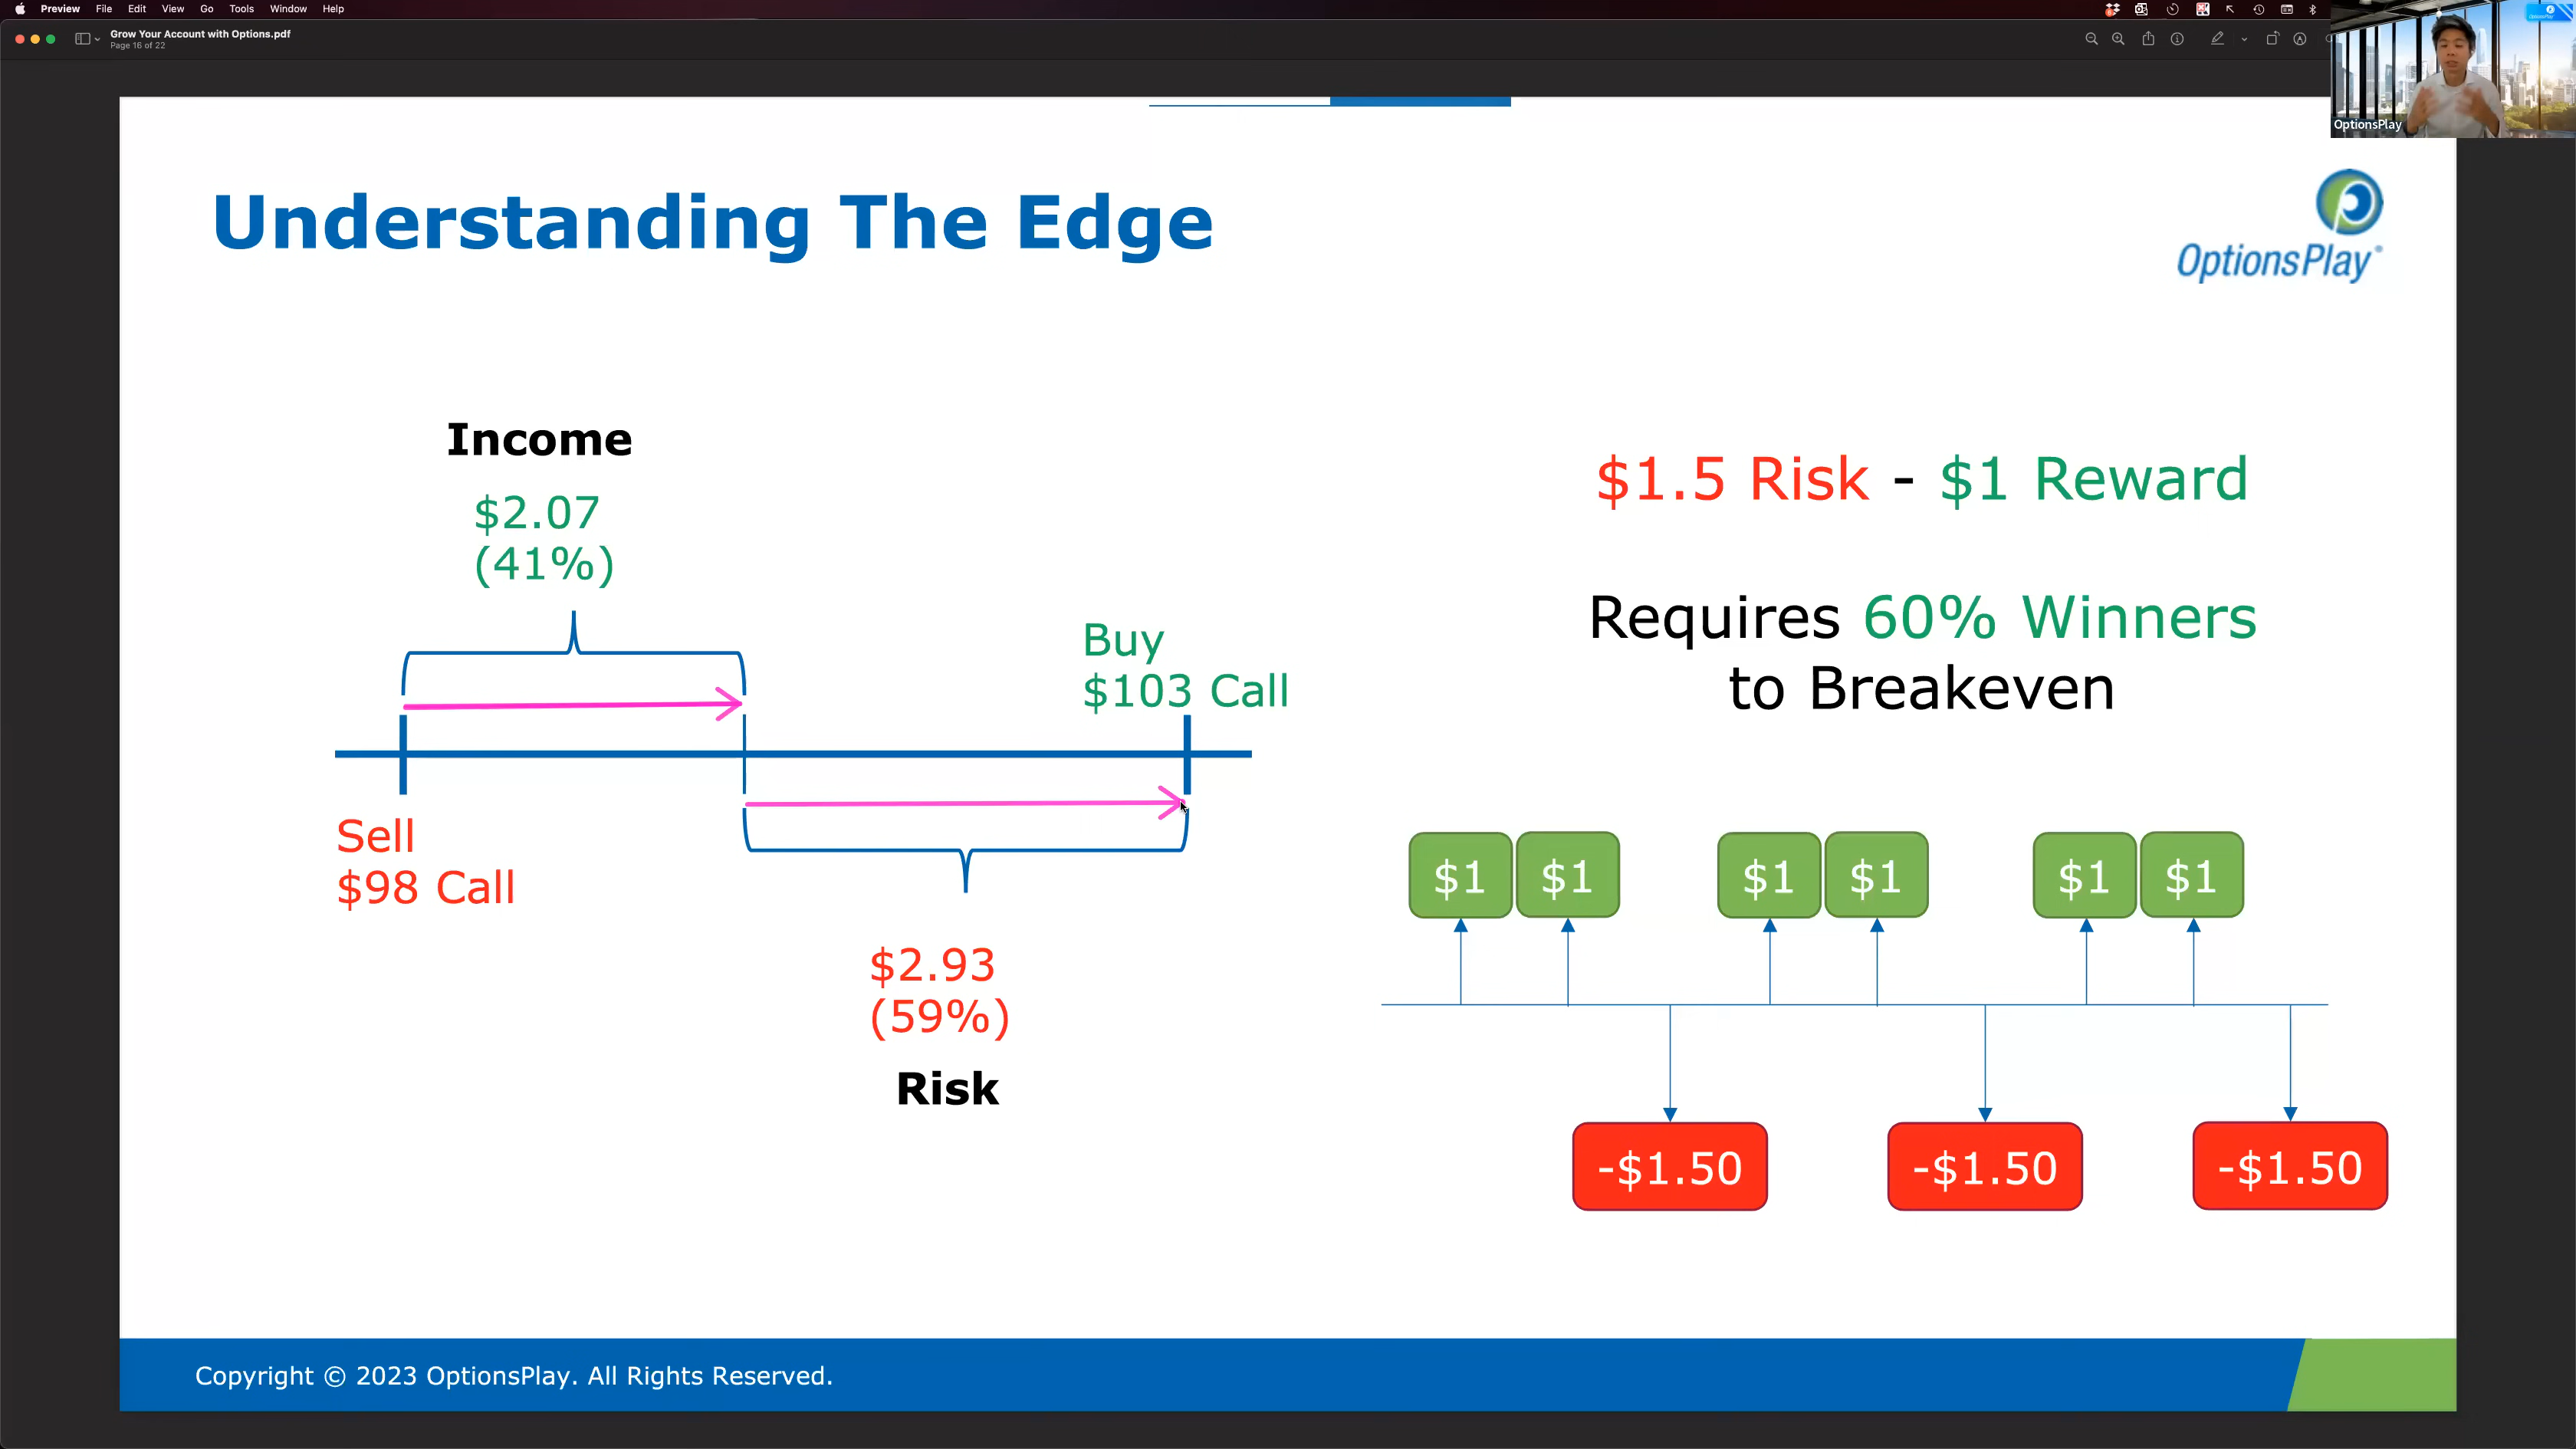 Preview File Edit View Go Tools Window Help
Grow Your Account with Options.pdf
Page 16 of 22
OptionsPlay
Understanding The Edge
OptionsPlay
Income
$2.07
(41%)
Buy
$103 Call
Sell
$98 Call
$2.93
(59%)
Risk
$1.5 Risk - $1 Reward
Requires 60% Winners
to Breakeven
$1 $1 $1 $1 $1 $1
-$1.50 -$1.50 -$1.50
Copyright © 2023 OptionsPlay. All Rights Reserved.